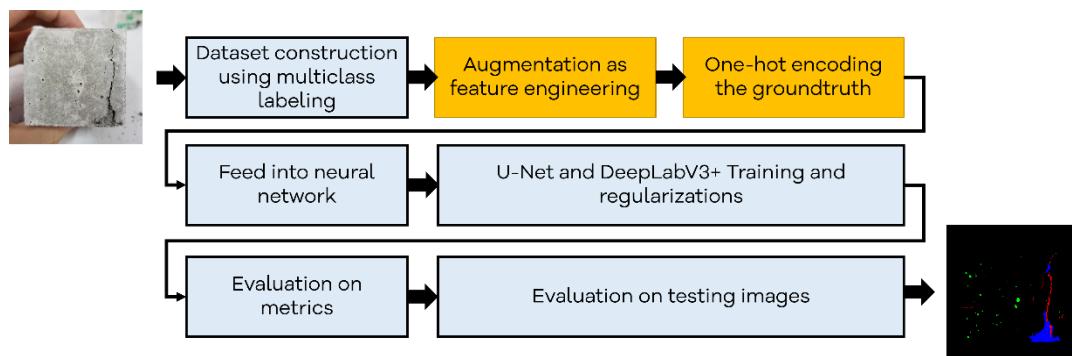 Dataset construction
using multiclass
labeling
Augmentation as
feature engineering
One-hot encoding
the groundtruth
Feed into neural
network
U-Net and DeepLabV3+ Training and
regularizations
Evaluation on
metrics
Evaluation on testing images